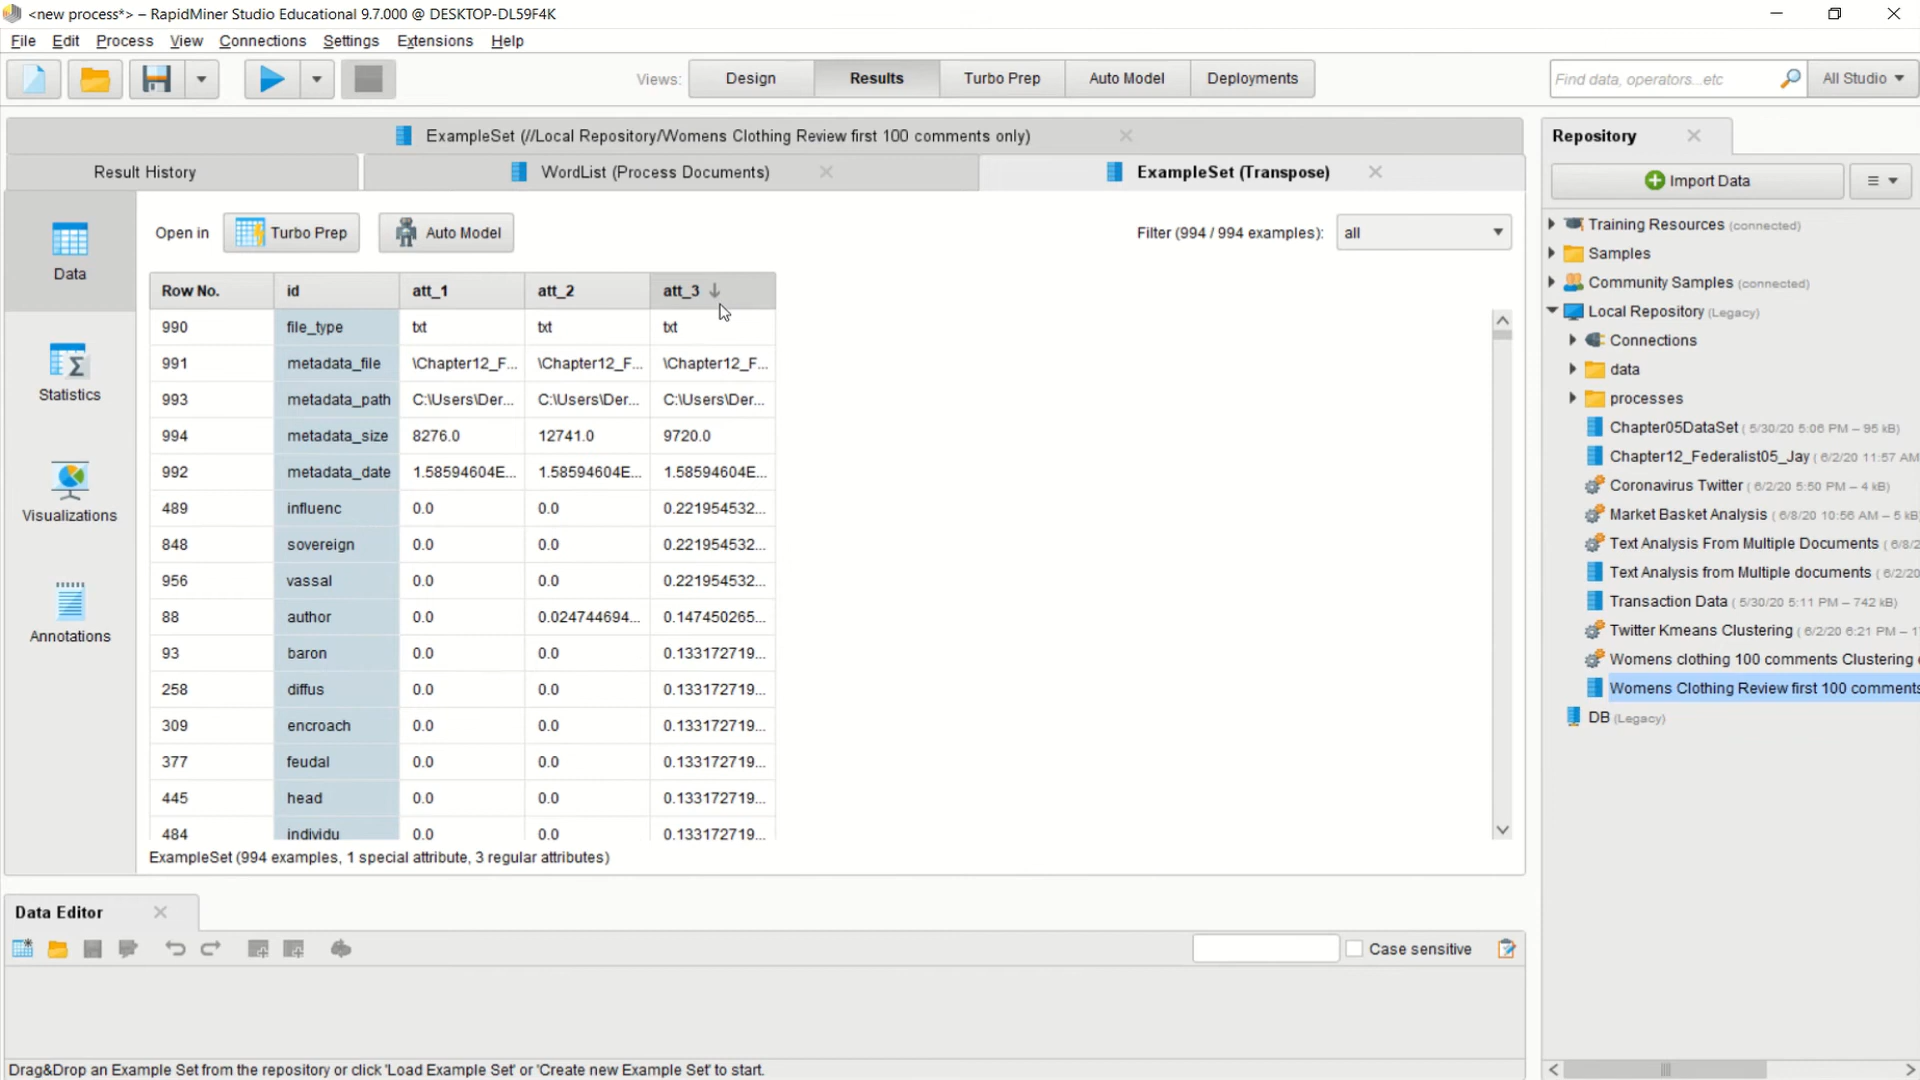 <new process*> – RapidMiner Studio Educational 9.7.000 @ DESKTOP-DL59F4K
File Edit Process View Connections Settings Extensions Help
Views: Design Results Turbo Prep Auto Model Deployments
Find data, operators...etc All Studio
ExampleSet (//Local Repository/Womens Clothing Review first 100 comments only)
Result History WordList (Process Documents) ExampleSet (Transpose)
Data
Statistics
Visualizations
Annotations
Open in Turbo Prep Auto Model Filter (994 / 994 examples): all
Row No. id att_1 att_2 att_3
990 file_type txt txt txt
991 metadata_file \Chapter12_F... \Chapter12_F... \Chapter12_F...
993 metadata_path C:\Users\Der... C:\Users\Der... C:\Users\Der...
994 metadata_size 8276.0 12741.0 9720.0
992 metadata_date 1.58594604E... 1.58594604E... 1.58594604E...
489 influenc 0.0 0.0 0.221954532...
848 sovereign 0.0 0.0 0.221954532...
956 vassal 0.0 0.0 0.221954532...
88 author 0.0 0.024744694... 0.147450265...
93 baron 0.0 0.0 0.133172719...
258 diffus 0.0 0.0 0.133172719...
309 encroach 0.0 0.0 0.133172719...
377 feudal 0.0 0.0 0.133172719...
445 head 0.0 0.0 0.133172719...
484 individu 0.0 0.0 0.133172719...
ExampleSet (994 examples, 1 special attribute, 3 regular attributes)
Data Editor
Case sensitive
Drag&Drop an Example Set from the repository or click 'Load Example Set' or 'Create new Example Set' to start.
Repository
Import Data
Training Resources (connected)
Samples
Community Samples (connected)
Local Repository (Legacy)
Connections
data
processes
Chapter05DataSet ( 5/30/20 5:06 PM – 95 kB)
Chapter12_Federalist05_Jay ( 6/2/20 11:57 AM
Coronavirus Twitter ( 6/2/20 5:50 PM – 4 kB)
Market Basket Analysis ( 6/8/20 10:56 AM – 5 kB
Text Analysis From Multiple Documents ( 6/8/2
Text Analysis from Multiple documents ( 6/2/20
Transaction Data ( 5/30/20 5:11 PM – 742 kB)
Twitter Kmeans Clustering ( 6/2/20 6:21 PM – 1
Womens clothing 100 comments Clustering
Womens Clothing Review first 100 comments
DB (Legacy)